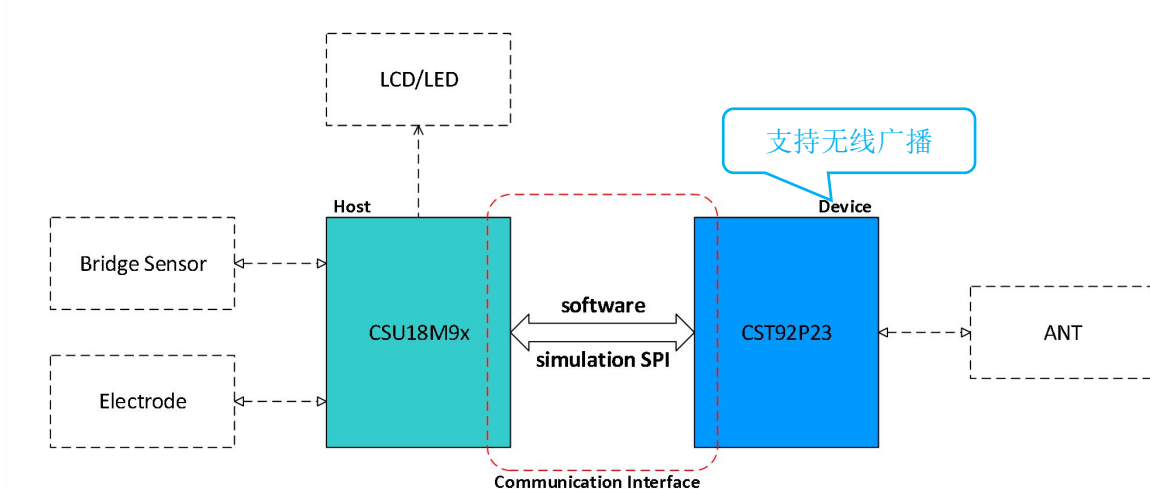 LCD/LED
支持无线广播
Host
Device
Bridge Sensor
software
CSU18M9x
CST92P23
ANT
simulation SPI
Electrode
Communication Interface